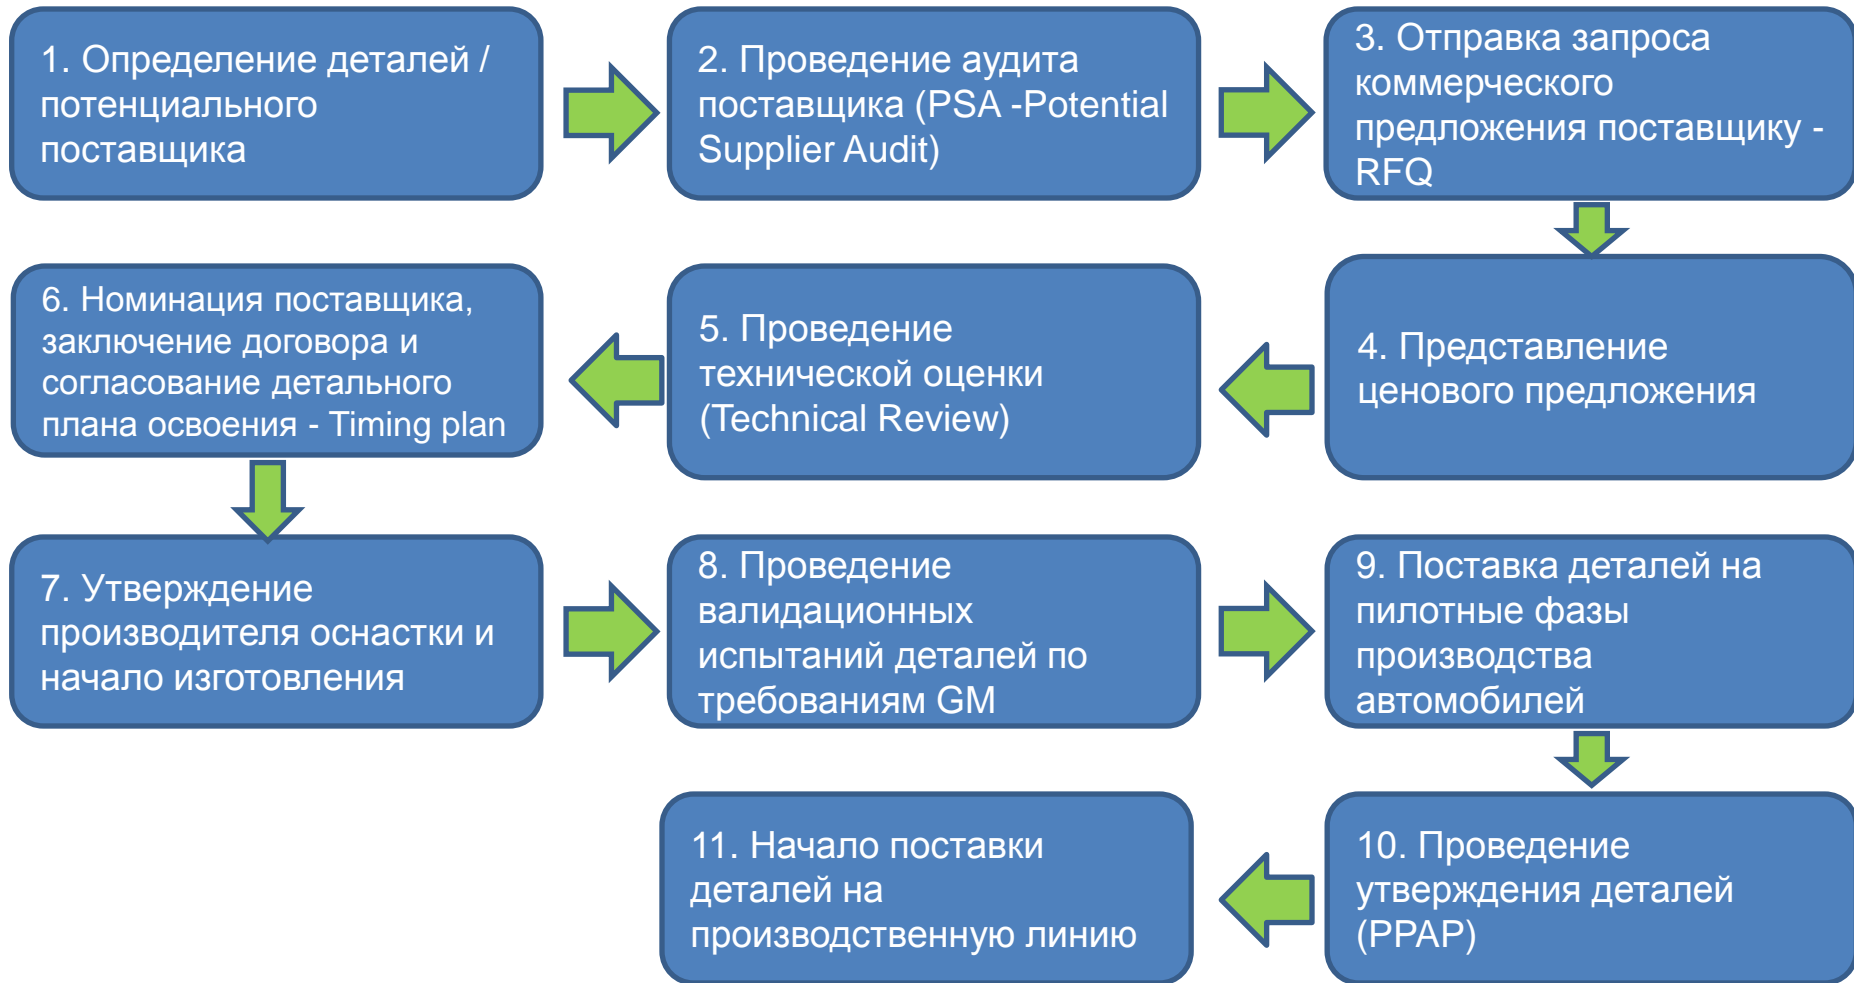 1. Определение деталей /
потенциального
поставщика
2. Проведение аудита
поставщика (PSA -Potential
Supplier Audit)
3. Отправка запроса
коммерческого
предложения поставщику -
RFQ
4. Представление
ценового предложения
5. Проведение
технической оценки
(Technical Review)
6. Номинация поставщика,
заключение договора и
согласование детального
плана освоения - Timing plan
7. Утверждение
производителя оснастки и
начало изготовления
8. Проведение
валидационных
испытаний деталей по
требованиям GM
9. Поставка деталей на
пилотные фазы
производства
автомобилей
10. Проведение
утверждения деталей
(PPAP)
11. Начало поставки
деталей на
производственную линию